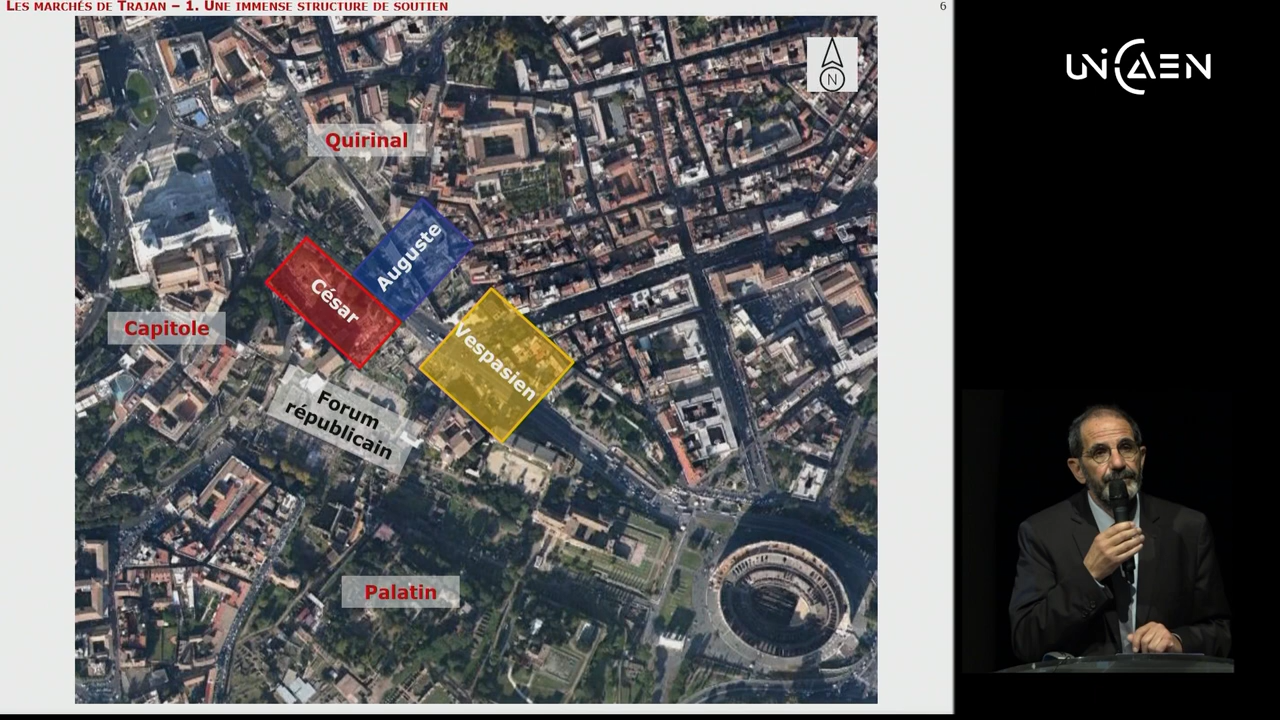 LES MARCHÉS DE TRAJAN – 1. UNE IMMENSE STRUCTURE DE SOUTIEN
6
UNICAEN
N
Quirinal
Auguste
César
Capitole
Vespasien
Forum
républicain
Palatin